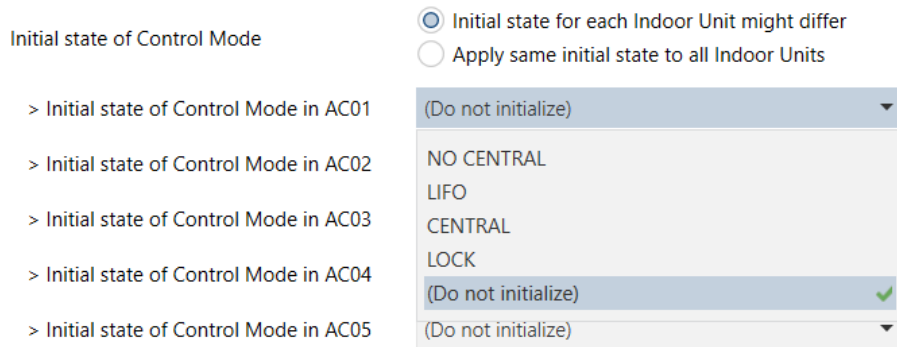 Initial state of Control Mode
Initial state for each Indoor Unit might differ
Apply same initial state to all Indoor Units
> Initial state of Control Mode in AC01
(Do not initialize)
> Initial state of Control Mode in AC02
NO CENTRAL
LIFO
> Initial state of Control Mode in AC03
CENTRAL
LOCK
> Initial state of Control Mode in AC04
(Do not initialize)
> Initial state of Control Mode in AC05
(Do not initialize)